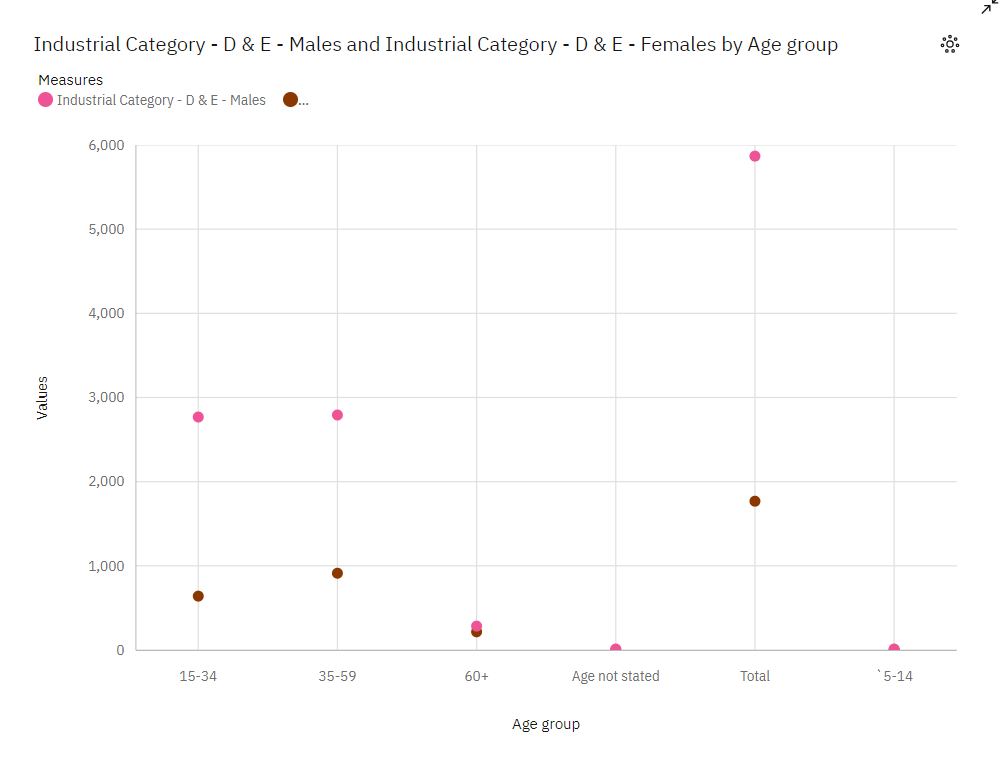 Industrial Category - D & E - Males and Industrial Category - D & E - Females by Age group
Measures
Industrial Category - D & E - Males ...
6,000
5,000
4,000
3,000
2,000
1,000
0
Values
15-34 35-59 60+ Age not stated Total `5-14
Age group